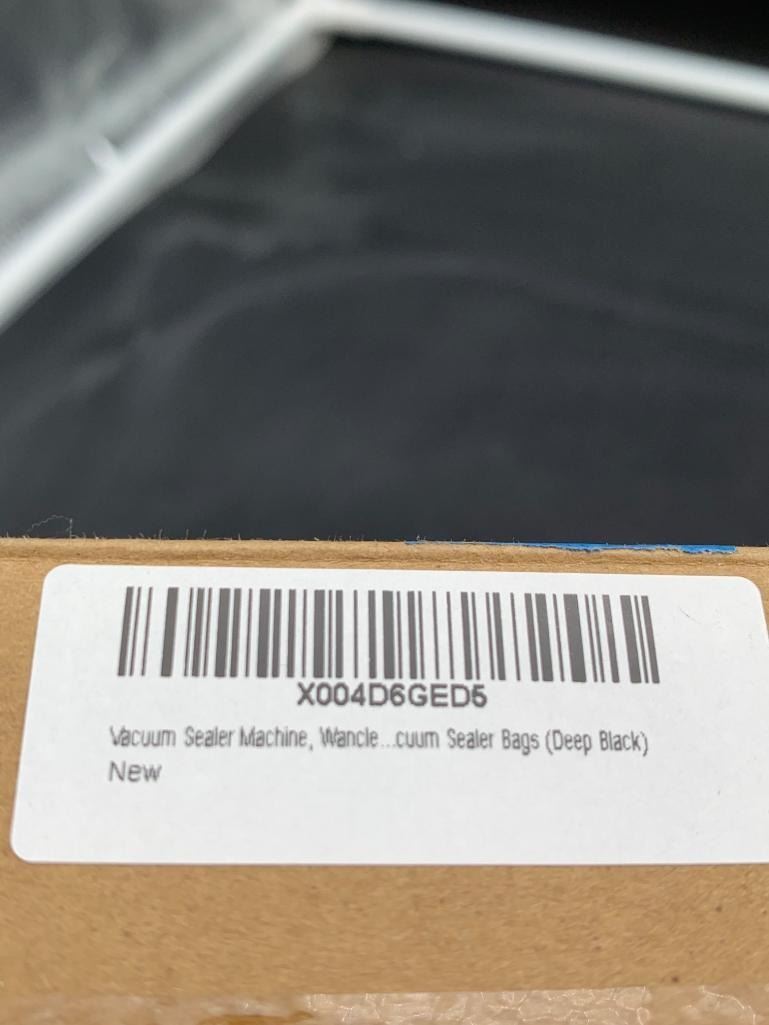 X004D6GED5
Vacuum Sealer Machine, Wancle...cuum Sealer Bags (Deep Black)
New